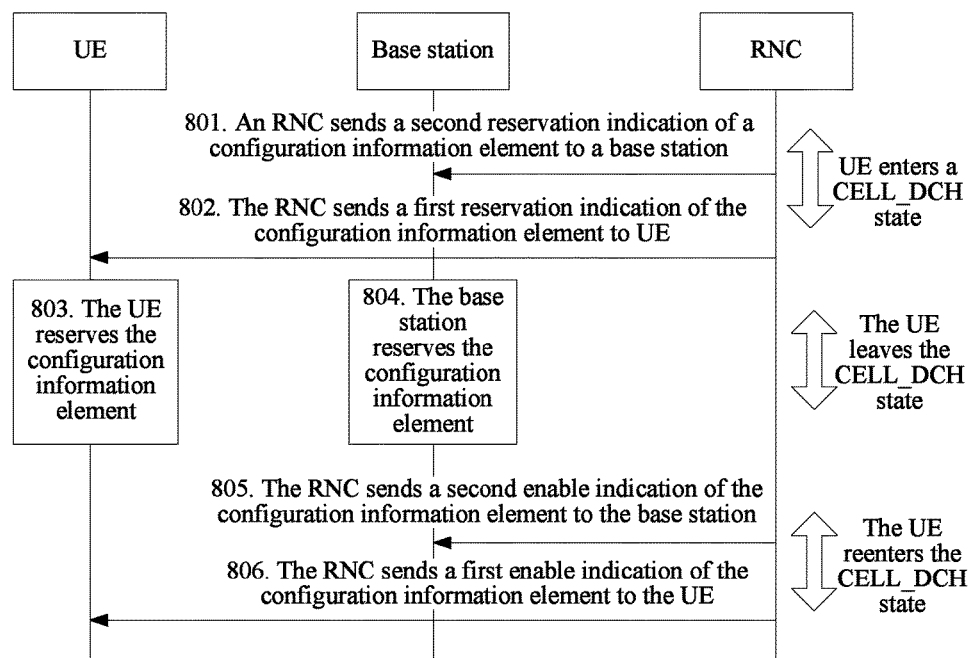 UE
Base station
RNC
801. An RNC sends a second reservation indication of a
configuration information element to a base station
UE enters a
CELL_DCH
state
802. The RNC sends a first reservation indication of the
configuration information element to UE
803. The UE
reserves the
configuration
information
element
804. The base
station
reserves the
configuration
information
element
The UE
leaves the
CELL_DCH
state
805. The RNC sends a second enable indication of the
configuration information element to the base station
The UE
reenters the
CELL_DCH
state
806. The RNC sends a first enable indication of the
configuration information element to the UE